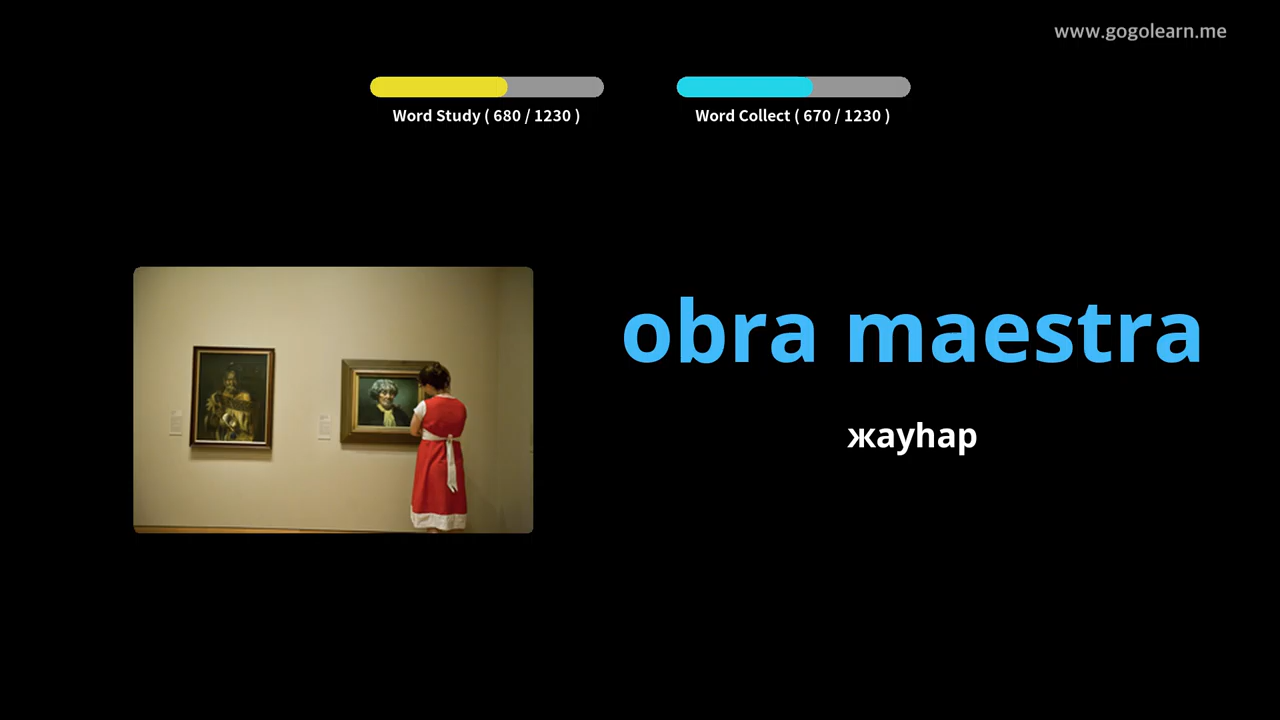 www.gogolearn.me
Word Study ( 680 / 1230 )
Word Collect ( 670 / 1230 )
obra maestra
жауһар